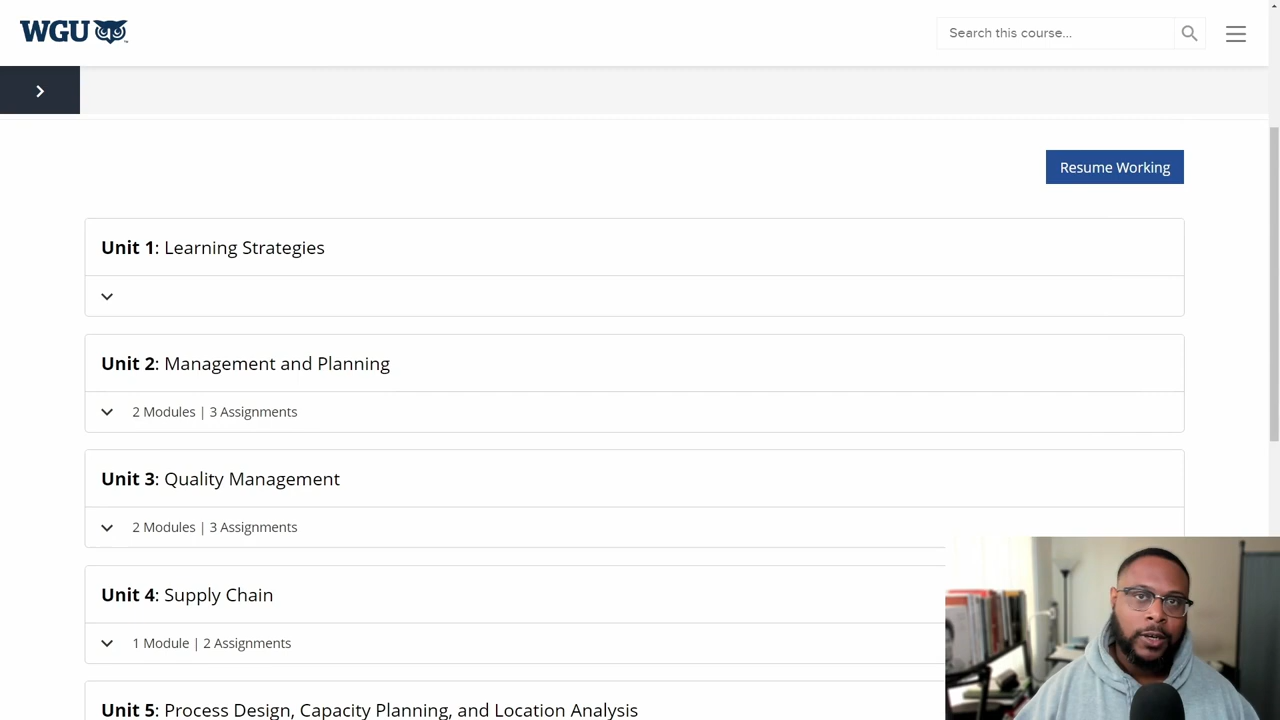 WGU
Search this course...
Resume Working
Unit 1: Learning Strategies
Unit 2: Management and Planning
2 Modules | 3 Assignments
Unit 3: Quality Management
2 Modules | 3 Assignments
Unit 4: Supply Chain
1 Module | 2 Assignments
Unit 5: Process Design, Capacity Planning, and Location Analysis